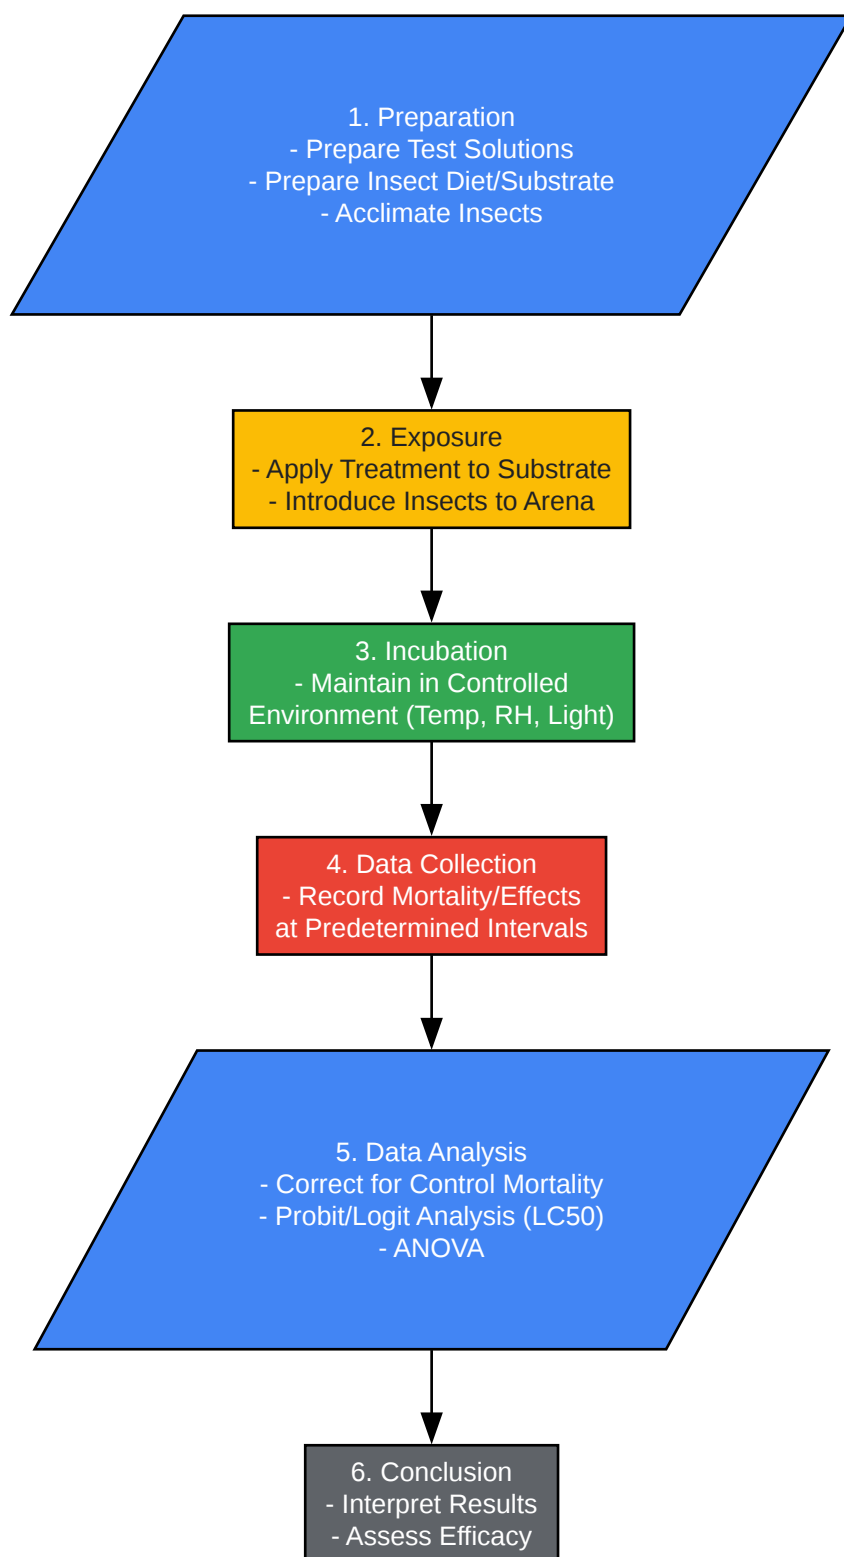 1. Preparation
- Prepare Test Solutions
- Prepare Insect Diet/Substrate
- Acclimate Insects
2. Exposure
- Apply Treatment to Substrate
- Introduce Insects to Arena
3. Incubation
- Maintain in Controlled
Environment (Temp, RH, Light)
4. Data Collection
- Record Mortality/Effects
at Predetermined Intervals
5. Data Analysis
- Correct for Control Mortality
- Probit/Logit Analysis (LC50)
- ANOVA
6. Conclusion
- Interpret Results
- Assess Efficacy